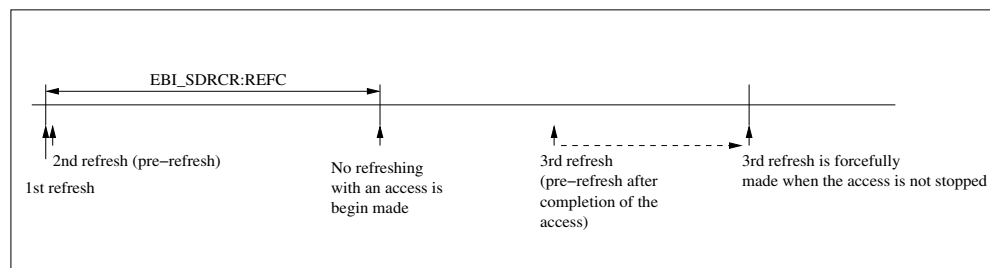 EBI_SDRCR:REFC
2nd refresh (pre-refresh)
1st refresh
No refreshing
with an access is
begin made
3rd refresh
(pre-refresh after
completion of the
access)
3rd refresh is forcefully
made when the access is not stopped